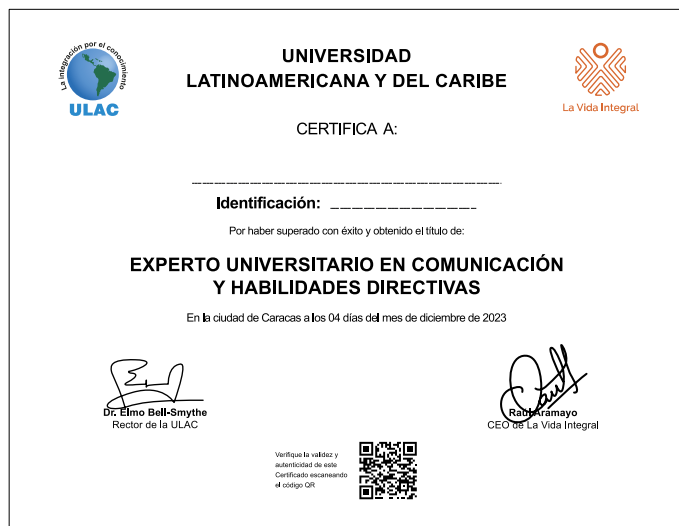 La integración por el conocimiento
ULAC
UNIVERSIDAD
LATINOAMERICANA Y DEL CARIBE
La Vida Integral
CERTIFICA A:
Identificación:
Por haber superado con éxito y obtenido el título de:
EXPERTO UNIVERSITARIO EN COMUNICACIÓN
Y HABILIDADES DIRECTIVAS
En la ciudad de Caracas a los 04 días del mes de diciembre de 2023
Dr. Elmo Bell-Smythe
Rector de la ULAC
Raúl Aramayo
CEO de La Vida Integral
Verifique la validez y
autenticidad de este
Certificado escaneando
el código QR